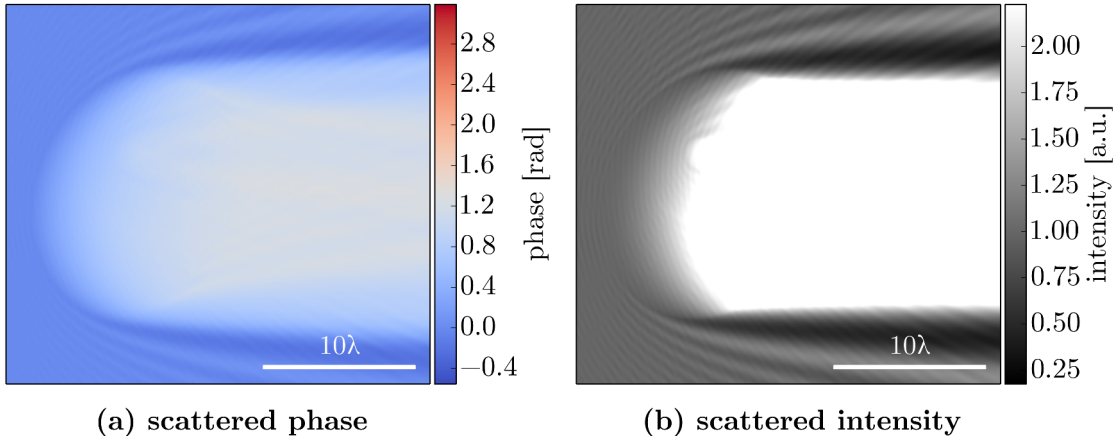 2.8
2.4
2.0
1.6
1.2
0.8
0.4
0.0
−0.4
phase [rad]
10λ
2.00
1.75
1.50
1.25
1.00
0.75
0.50
0.25
intensity [a.u.]
10λ
(a) scattered phase
(b) scattered intensity